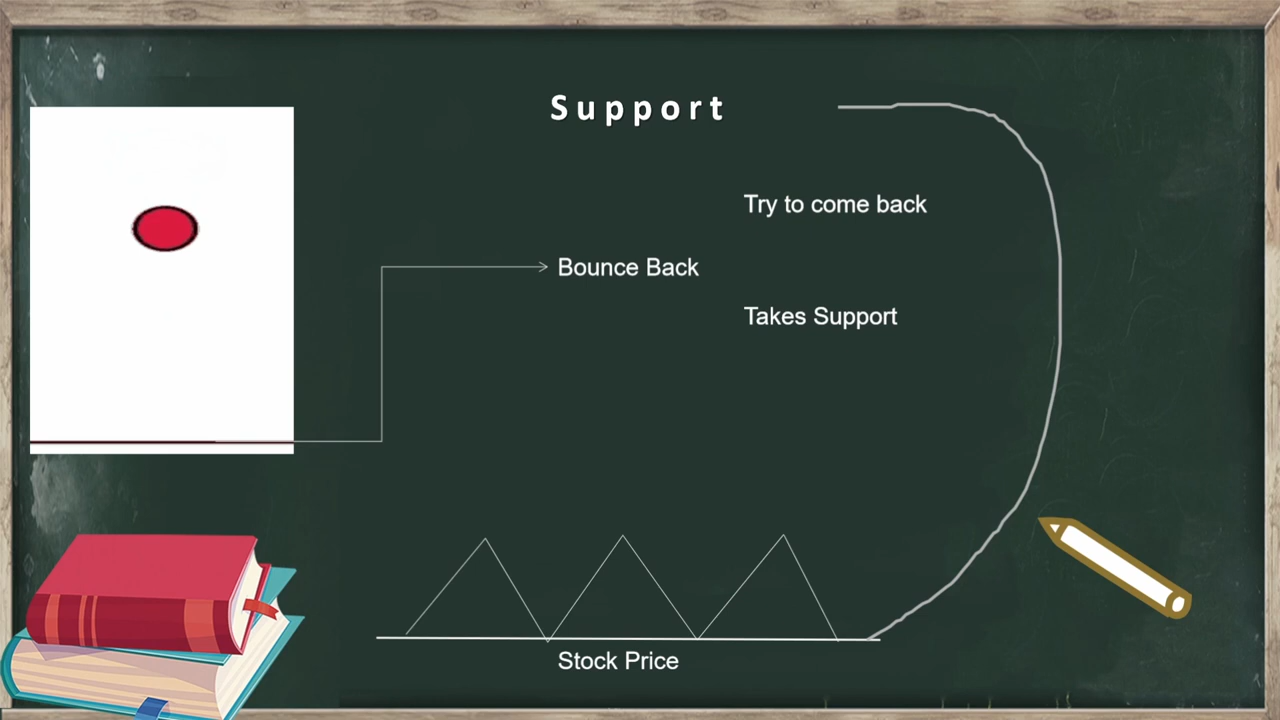 Support
Try to come back
Bounce Back
Takes Support
Stock Price